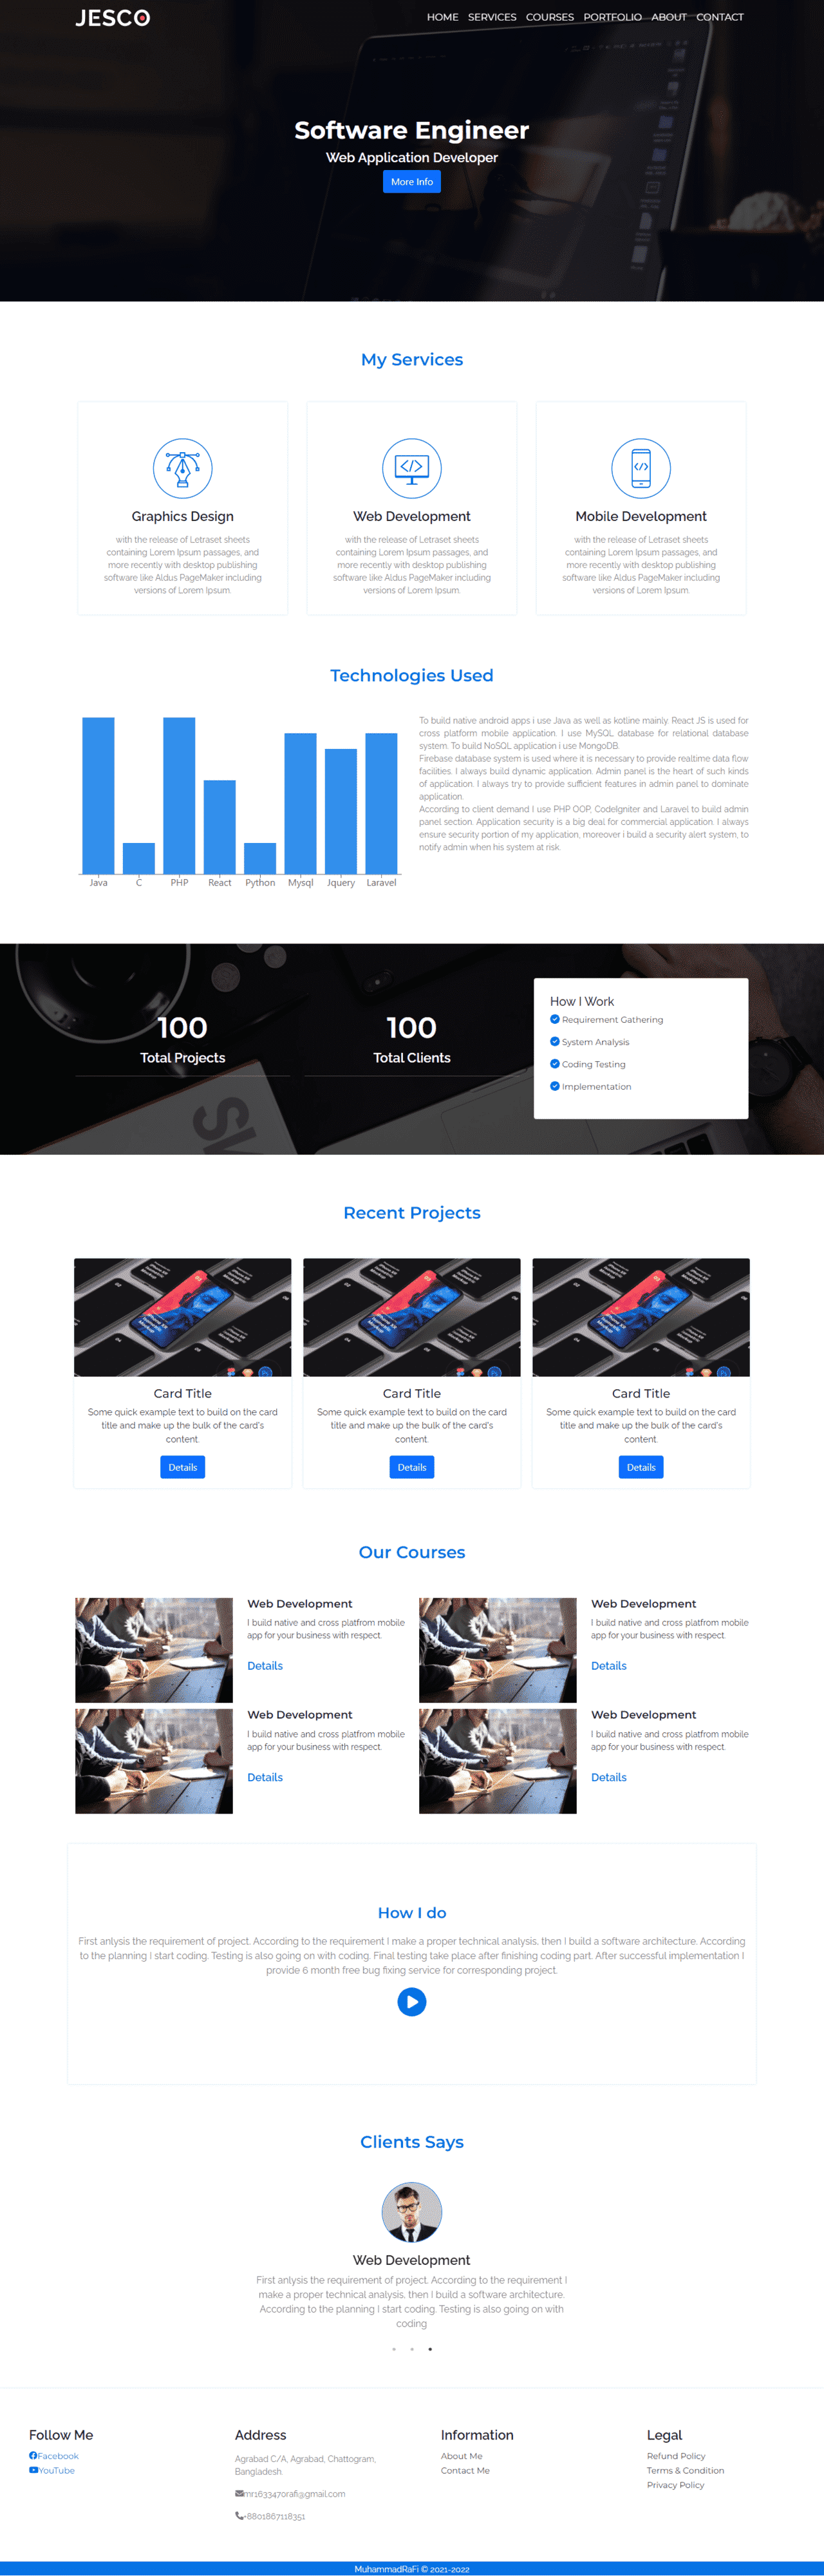 JESCO
HOME SERVICES COURSES PORTFOLIO ABOUT CONTACT
Software Engineer
Web Application Developer
More Info
My Services
Graphics Design
with the release of Letraset sheets
containing Lorem Ipsum passages, and
more recently with desktop publishing
software like Aldus PageMaker including
versions of Lorem Ipsum.
Web Development
with the release of Letraset sheets
containing Lorem Ipsum passages, and
more recently with desktop publishing
software like Aldus PageMaker including
versions of Lorem Ipsum.
Mobile Development
with the release of Letraset sheets
containing Lorem Ipsum passages, and
more recently with desktop publishing
software like Aldus PageMaker including
versions of Lorem Ipsum.
Technologies Used
Java C PHP React Python Mysql Jquery Laravel
To build native android apps i use Java as well as kotline mainly. React JS is used for
cross platform mobile application. I use MySQL database for relational database
system. To build NoSQL application i use MongoDB.
Firebase database system is used where it is necessary to provide realtime data flow
facilities. I always build dynamic application. Admin panel is the heart of such kinds
of application. I always try to provide sufficient features in admin panel to dominate
application.
According to client demand I use PHP OOP, CodeIgniter and Laravel to build admin
panel section. Application security is a big deal for commercial application. I always
ensure security portion of my application, moreover i build a security alert system, to
notify admin when his system at risk.
100
Total Projects
100
Total Clients
How I Work
Requirement Gathering
System Analysis
Coding Testing
Implementation
Recent Projects
Card Title
Some quick example text to build on the card
title and make up the bulk of the card's
content.
Details
Card Title
Some quick example text to build on the card
title and make up the bulk of the card's
content.
Details
Card Title
Some quick example text to build on the card
title and make up the bulk of the card's
content.
Details
Our Courses
Web Development
I build native and cross platfrom mobile
app for your business with respect.
Details
Web Development
I build native and cross platfrom mobile
app for your business with respect.
Details
Web Development
I build native and cross platfrom mobile
app for your business with respect.
Details
Web Development
I build native and cross platfrom mobile
app for your business with respect.
Details
How I do
First anlysis the requirement of project. According to the requirement I make a proper technical analysis, then I build a software architecture. According
to the planning I start coding. Testing is also going on with coding. Final testing take place after finishing coding part. After successful implementation I
provide 6 month free bug fixing service for corresponding project.
Clients Says
Web Development
First anlysis the requirement of project. According to the requirement I
make a proper technical analysis, then I build a software architecture.
According to the planning I start coding. Testing is also going on with
coding
Follow Me
Facebook
YouTube
Address
Agrabad C/A, Agrabad, Chattogram,
Bangladesh
mr1633470rafi@gmail.com
+8801867118351
Information
About Me
Contact Me
Legal
Refund Policy
Terms & Condition
Privacy Policy
MuhammadRaFi © 2021-2022